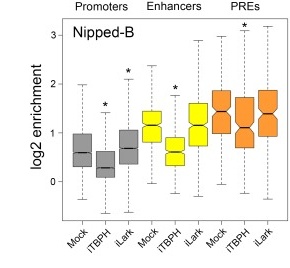 Promoters Enhancers PREs
Nipped-B
log2 enrichment
3
2
1
0
* * * *
Mock iTBPH iLark Mock iTBPH iLark Mock iTBPH iLark